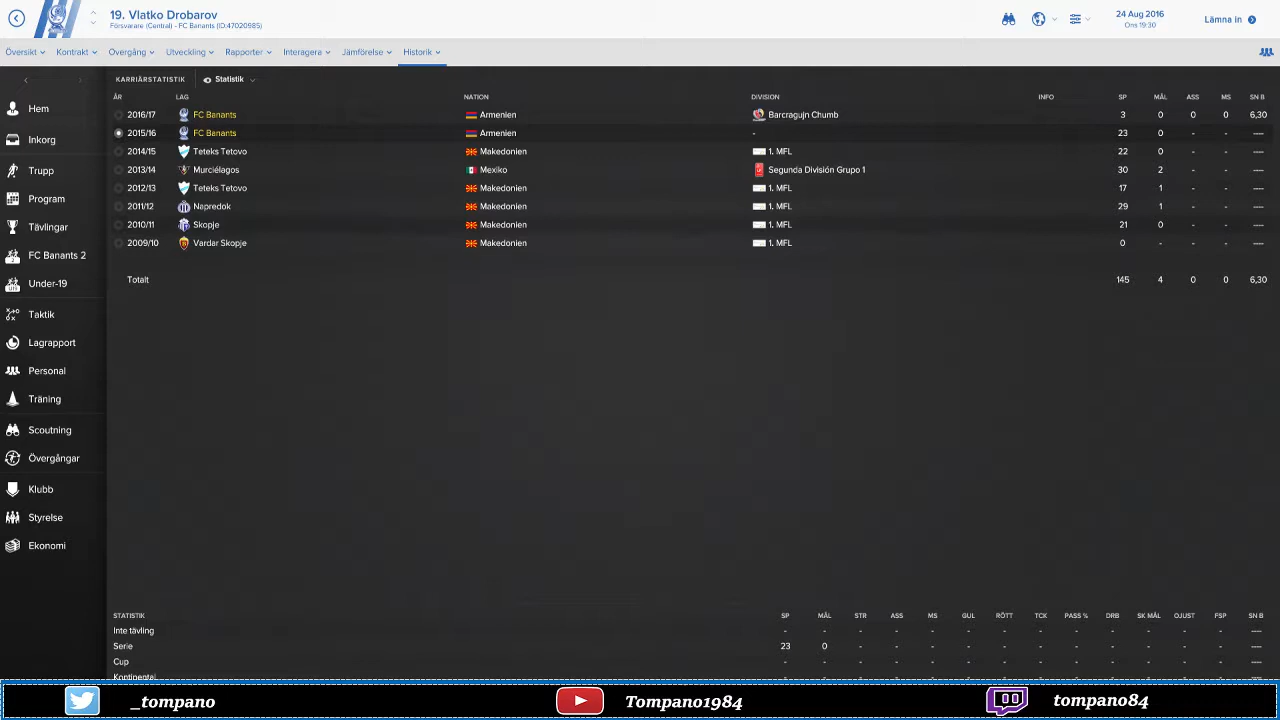 19. Vlatko Drobarov
Försvarare (Central) - FC Banants (ID:47020985)
24 Aug 2016
Ons 19:30
Lämna in
Översikt Kontrakt Övergång Utveckling Rapporter Interagera Jämförelse Historik
KARRIÄRSTATISTIK Statistik
ÅR LAG NATION DIVISION INFO SP MÅL ASS MS SN B
2016/17 FC Banants Armenien Barcragujn Chumb 3 0 0 0 6,30
2015/16 FC Banants Armenien - 23 0 - - ----
2014/15 Teteks Tetovo Makedonien 1. MFL 22 0 - - ----
2013/14 Murciélagos Mexiko Segunda División Grupo 1 30 2 - - ----
2012/13 Teteks Tetovo Makedonien 1. MFL 17 1 - - ----
2011/12 Napredok Makedonien 1. MFL 29 1 - - ----
2010/11 Skopje Makedonien 1. MFL 21 0 - - ----
2009/10 Vardar Skopje Makedonien 1. MFL 0 - - - ----
Totalt 145 4 0 0 6,30
Hem
Inkorg
Trupp
Program
Tävlingar
FC Banants 2
Under-19
Taktik
Lagrapport
Personal
Träning
Scoutning
Övergångar
Klubb
Styrelse
Ekonomi
STATISTIK SP MÅL STR ASS MS GUL RÖTT TCK PASS % DRB SK MÅL OJUST FSP SN B
Inte tävling - - - - - - - - - - - - - ----
Serie 23 0 - - - - - - - - - - - ----
Cup - - - - - - - - - - - - - ----
Kontinental
_tompano
Tompano1984
tompano84